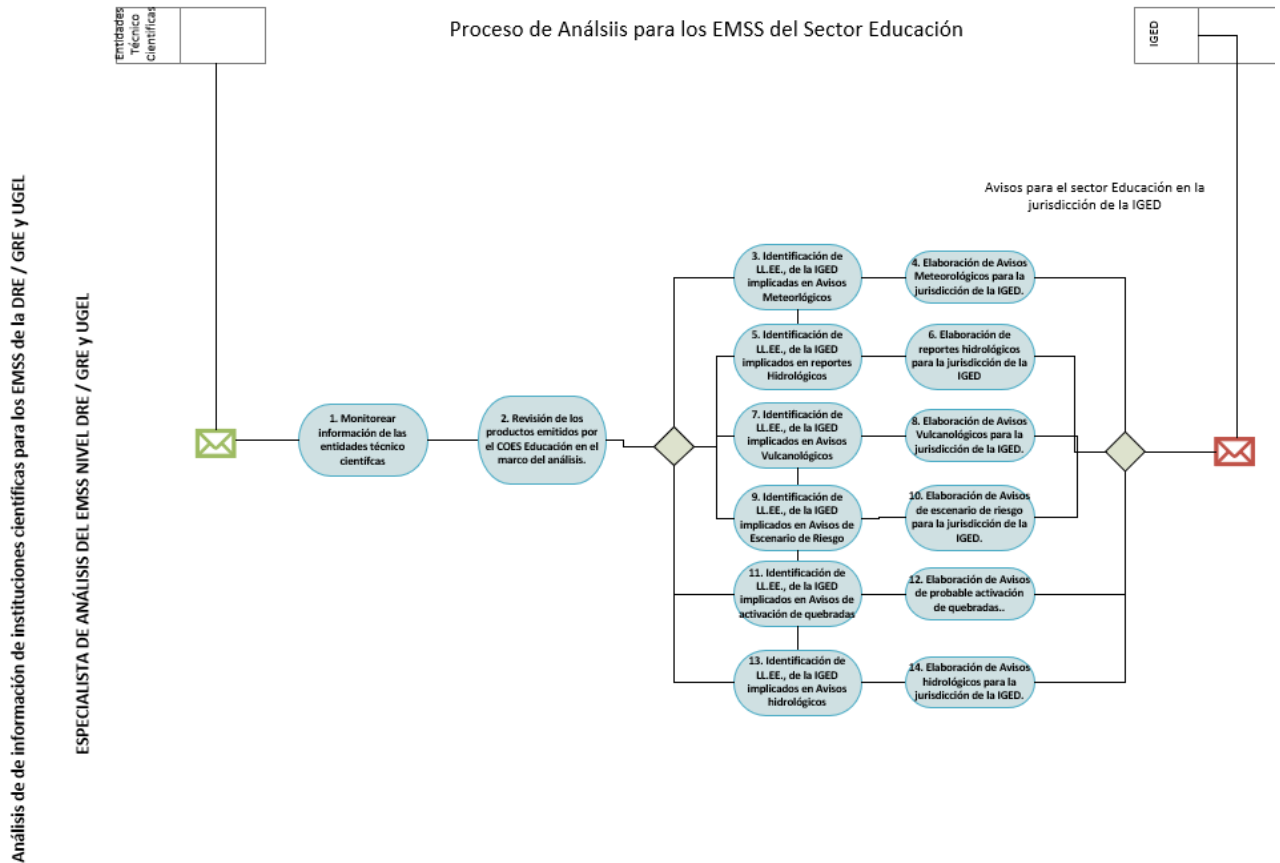 Proceso de Análsiis para los EMSS del Sector Educación
Entidades
Técnico
Cientificas
IGED
Análisis de de información de instituciones científicas para los EMSS de la DRE / GRE y UGEL
ESPECIALISTA DE ANÁLISIS DEL EMSS NIVEL DRE / GRE y UGEL
Avisos para el sector Educación en la
jurisdicción de la IGED
1. Monitorear
información de las
entidades técnico
científcas
2. Revisión de los
productos emitidos por
el COES Educación en el
marco del análisis.
3. Identificación de
LL.EE., de la IGED
implicadas en Avisos
Meteorlógicos
4. Elaboración de Avisos
Meteorológicos para la
jurisdicción de la IGED.
5. Identificación de
LL.EE., de la IGED
implicados en reportes
Hidrológicos
6. Elaboración de
reportes hidrológicos
para la jurisdicción de la
IGED
7. Identificación de
LL.EE., de la IGED
implicados en Avisos
Vulcanológicos
8. Elaboración Avisos
Vulcanológicos para la
jurisdicción de la IGED.
9. Identificación de
LL.EE., de la IGED
implicados en Avisos de
Escenario de Riesgo
10. Elaboración de Avisos
de escenario de riesgo
para la jurisdicción de la
IGED.
11. Identificación de
LL.EE., de la IGED
implicados en Avisos de
activación de quebradas
12. Elaboración de Avisos
de probable activación
de quebradas..
13. Identificación de
LL.EE., de la IGED
implicados en Avisos
hidrológicos
14. Elaboración de Avisos
hidrológicos para la
jurisdicción de la IGED.